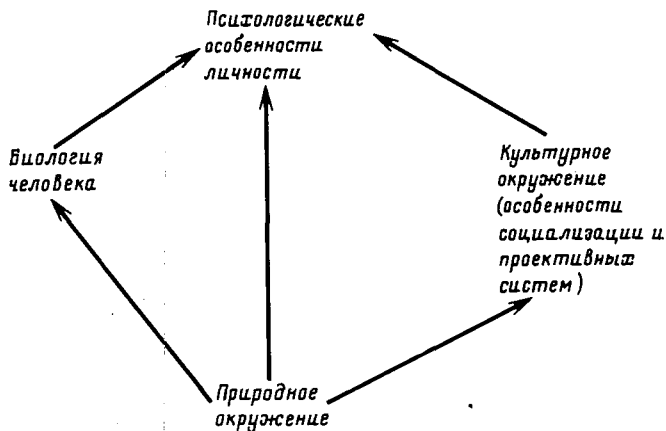 Психологические
особенности
личности
Биология
человека
Культурное
окружение
(особенности
социализации и
проективных
систем)
Природное
окружение